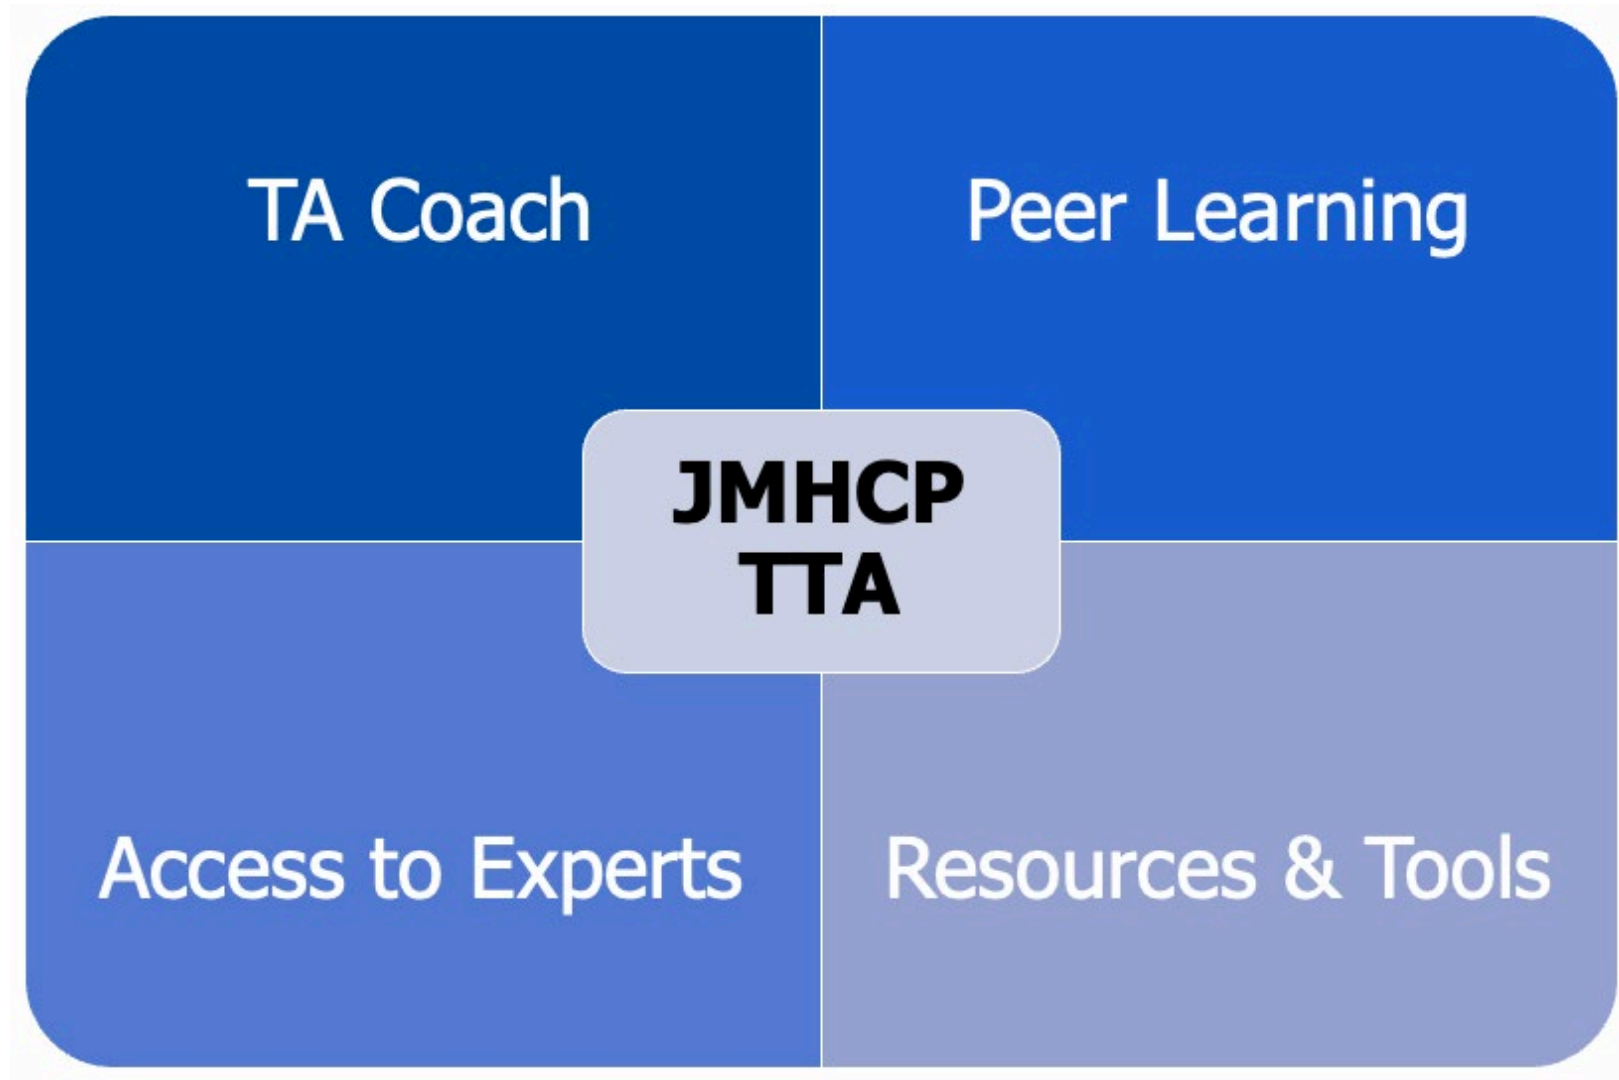 TA Coach
Peer Learning
JMHCP
TTA
Access to Experts
Resources & Tools